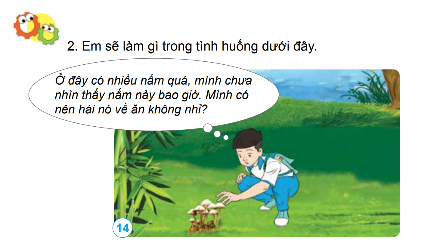 2. Em sẽ làm gì trong tình huống dưới đây.
Ở đây có nhiều nấm quá, mình chưa
nhìn thấy nấm này bao giờ. Mình có
nên hái nó về ăn không nhỉ?
14